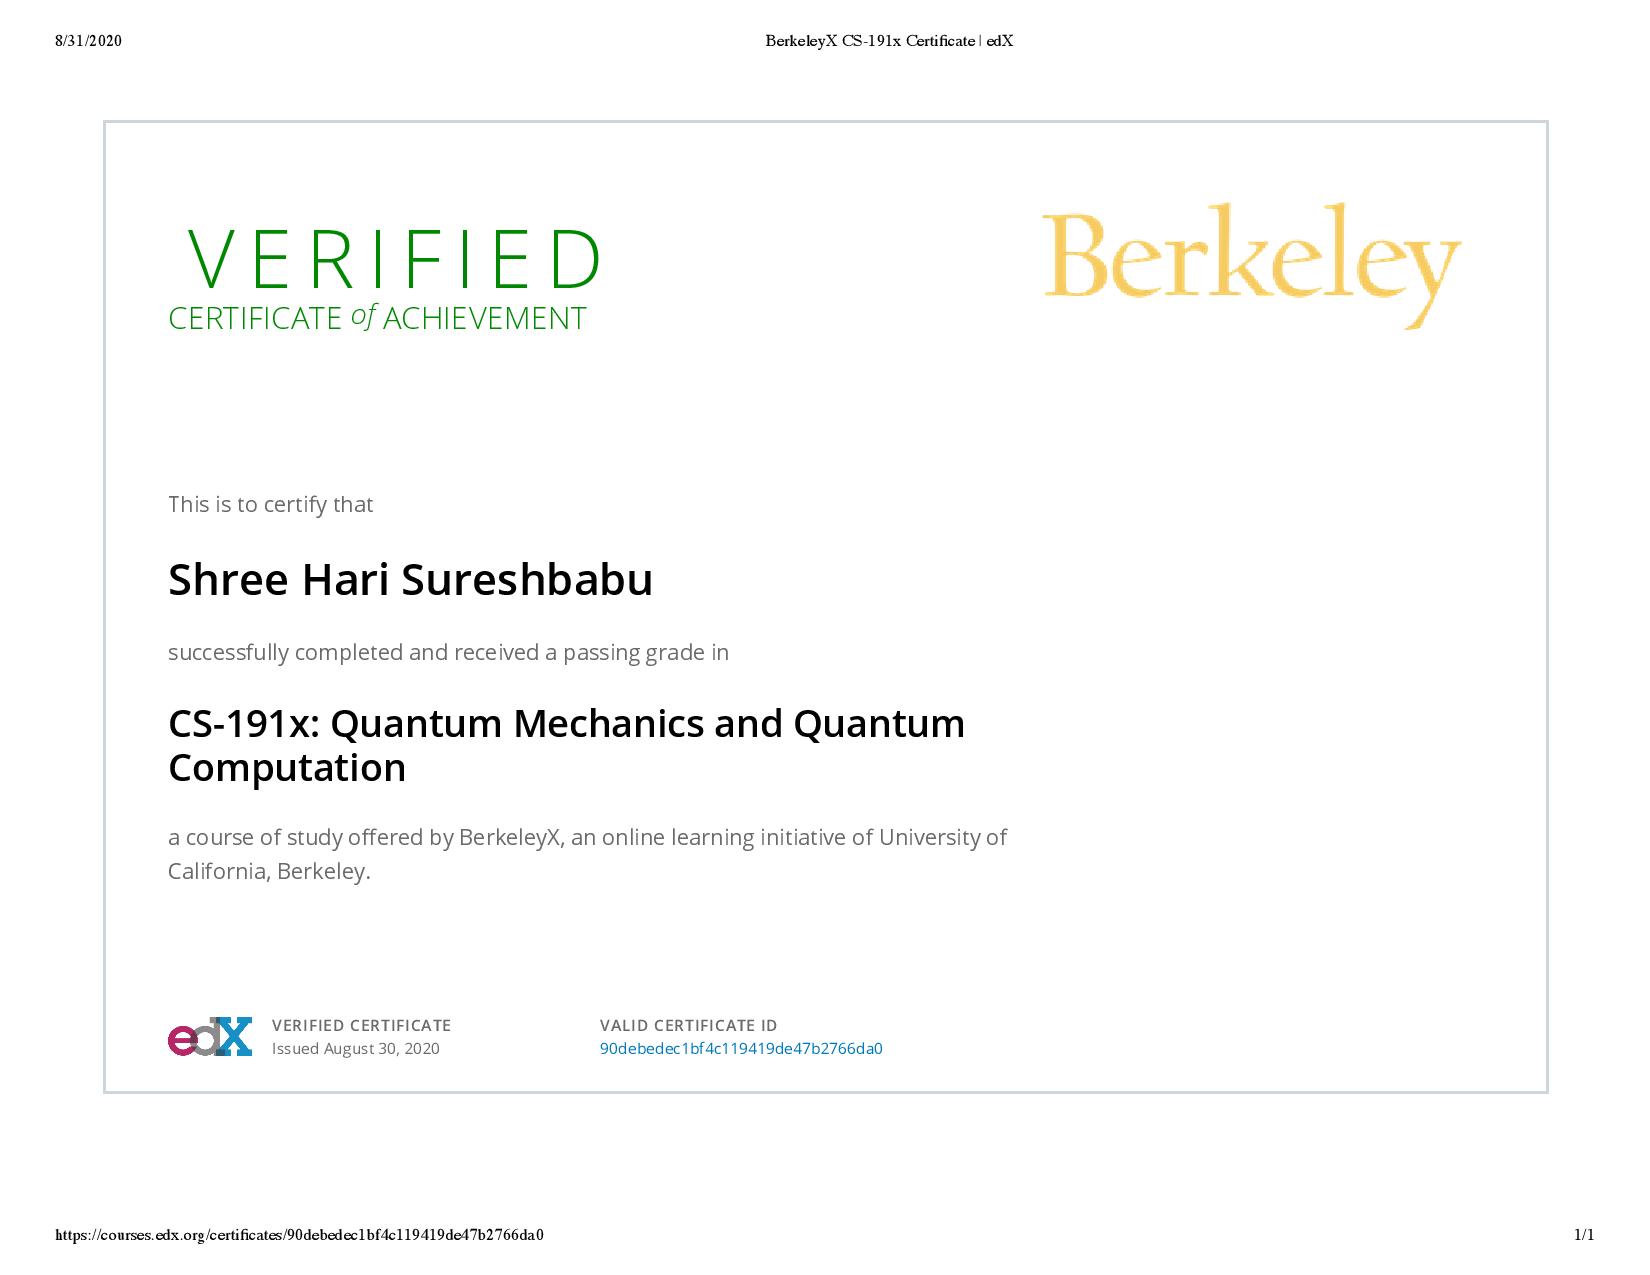 8/31/2020 BerkeleyX CS-191x Certificate | edX
VERIFIED
CERTIFICATE of ACHIEVEMENT
Berkeley
This is to certify that
Shree Hari Sureshbabu
successfully completed and received a passing grade in
CS-191x: Quantum Mechanics and Quantum
Computation
a course of study offered by BerkeleyX, an online learning initiative of University of
California, Berkeley.
edX
VERIFIED CERTIFICATE
Issued August 30, 2020
VALID CERTIFICATE ID
90debedec1bf4c119419de47b2766da0
https://courses.edx.org/certificates/90debedec1bf4c119419de47b2766da0 1/1